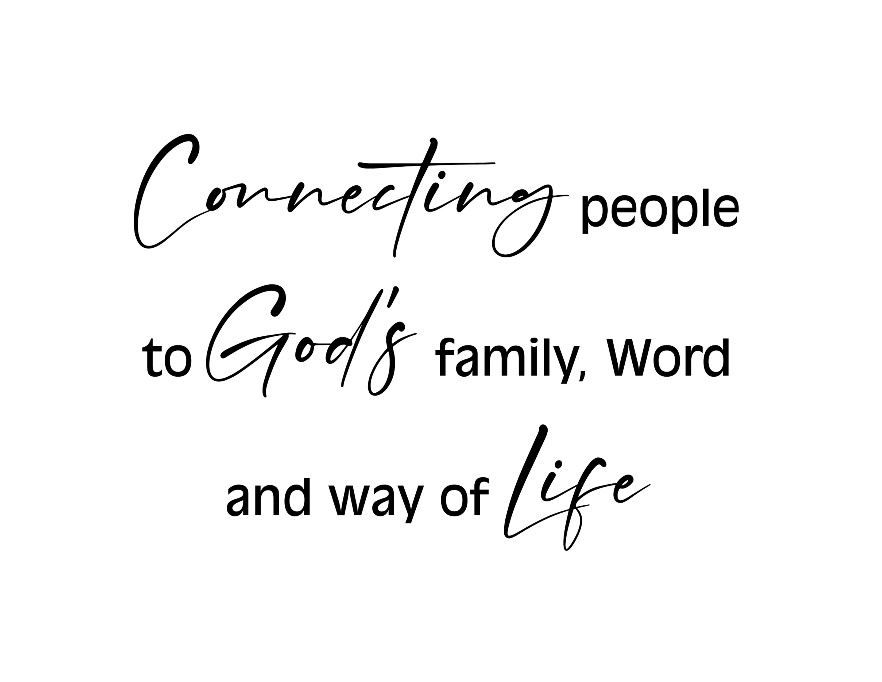 Connecting people
to God's family, Word
and way of Life